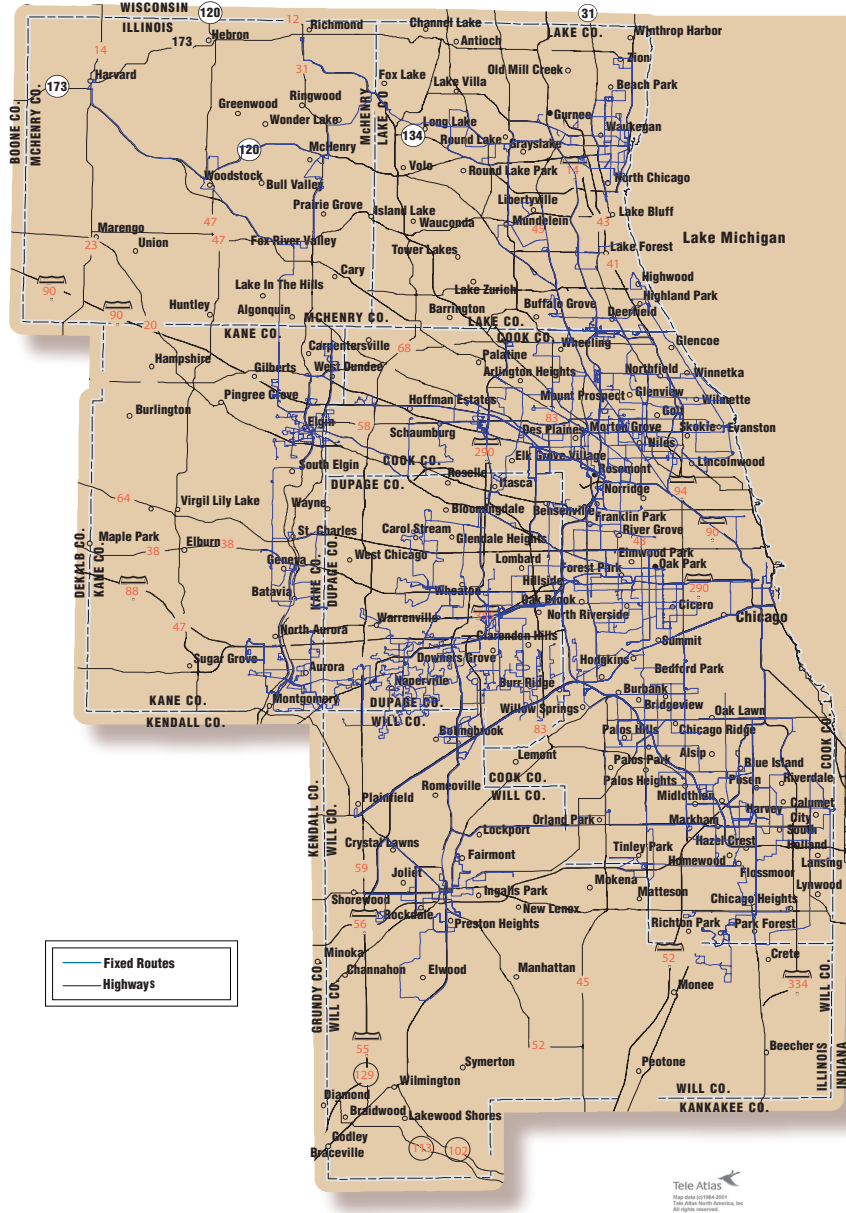 WISCONSIN
ILLINOIS
120
173
Hebron
12
Richmond
Channel Lake
Antioch
31
LAKE CO.
Winthrop Harbor
14
Harvard
173
31
Zion
Old Mill Creek
Fox Lake
Lake Villa
Beach Park
Greenwood
Ringwood
Wonder Lake
MCHENRY
LAKE CO
Gurnee
Long Lake
134
Waukegan
Round Lake
Grayslake
BOONE CO.
MCHENRY CO.
120
McHenry
Volo
Round Lake Park
14
North Chicago
Woodstock
Bull Valley
Libertyville
Prairie Grove
Island Lake
Wauconda
Mundelein
45
43
Lake Bluff
47
Marengo
23
Union
47
Fox River Valley
Tower Lakes
Lake Forest
41
Lake Michigan
90
Cary
Highwood
Lake In The Hills
Lake Zurich
Highland Park
Huntley
Algonquin
Barrington
Buffalo Grove
Deerfield
90
20
MCHENRY CO.
LAKE CO.
KANE CO.
COOK CO.
Carpentersville
68
Wheeling
Glencoe
Hampshire
Gilberts
West Dundee
Palatine
Arlington Heights
Northfield
Winnetka
Pingree Grove
Hoffman Estates
Mount Prospect
Glenview
Wilnette
Burlington
Elgin
58
Schaumburg
83
Golf
Des Plaines
Morton Grove
Skokie
Evanston
290
Niles
COOK CO.
Elk Grove Village
Lincolnwood
South Elgin
Roselle
Rosemont
DUPAGE CO.
Itasca
Norridge
94
64
Virgil
Lily Lake
Wayne
Bloomingdale
Bensenville
Franklin Park
90
St. Charles
Carol Stream
River Grove
Maple Park
38
Elburn
38
Glendale Heights
43
Elmwood Park
DEKALB CO.
KANE CO.
Geneva
KANE CO.
DUPAGE CO.
West Chicago
Lombard
Forest Park
Oak Park
88
Batavia
Wheaton
Hillside
290
Oak Brook
Cicero
Warrenville
North Riverside
Chicago
47
North Aurora
Clarendon Hills
Summit
Sugar Grove
Aurora
Downers Grove
Hodgkins
Bedford Park
Naperville
Burr Ridge
Burbank
KANE CO.
Montgomery
DUPAGE CO.
Willow Springs
Bridgeview
KENDALL CO.
WILL CO.
83
Oak Lawn
Bolingbrook
Palos Hills
Chicago Ridge
COOK CO.
Lemont
Palos Park
Alsip
Blue Island
COOK CO.
Palos Heights
Posen
Riverdale
Romeoville
WILL CO.
Midlothian
Plainfield
Harvey
Calumet
City
Orland Park
Markham
KENDALL CO.
WILL CO.
Lockport
South
Holland
Crystal Lawns
Tinley Park
Hazel Crest
Fairmont
Homewood
Lansing
59
Joliet
Flossmoor
Mokena
Lynwood
Shorewood
Ingalls Park
Matteson
Chicago Heights
56
Rockdale
New Lenox
Preston Heights
Richton Park
Park Forest
Fixed Routes
Highways
Minoka
52
Crete
Channahon
Elwood
Manhattan
45
334
Monee
GRUNDY CO.
WILL CO.
WILL CO.
55
52
Beecher
129
Symerton
Peotone
ILLINOIS
INDIANA
Wilmington
Diamond
WILL CO.
Braidwood
Lakewood Shores
KANKAKEE CO.
Godley
113
102
Braceville
Tele Atlas
Map data (c)1984-2001
Tele Atlas North America, Inc
All rights reserved.